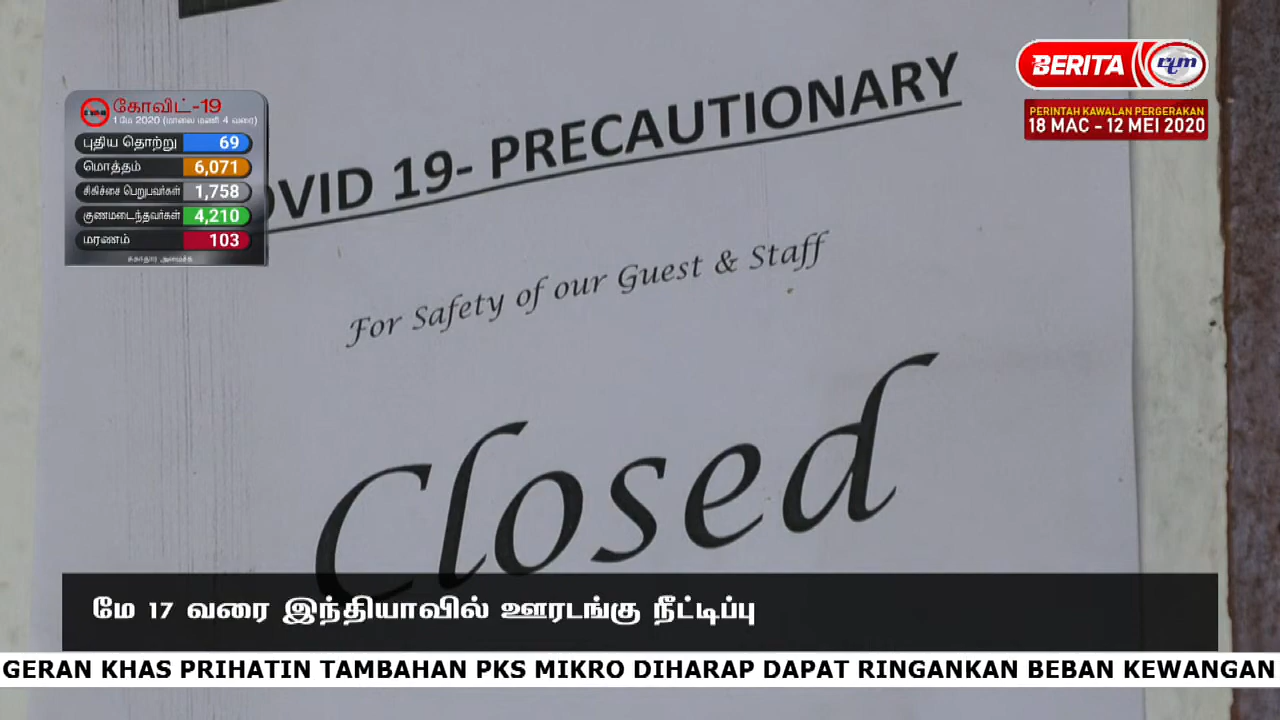 BERITA rtm
PERINTAH KAWALAN PERGERAKAN
18 MAC - 12 MEI 2020
கோவிட்-19
1 மே 2020 (மாலை மணி 4 வரை)
புதிய தொற்று 69
மொத்தம் 6,071
சிகிச்சை பெறுபவர்கள் 1,758
குணமடைந்தவர்கள் 4,210
மரணம் 103
சுகாதார அமைச்சு
OVID 19- PRECAUTIONARY
For Safety of our Guest & Staff
Closed
மே 17 வரை இந்தியாவில் ஊரடங்கு நீட்டிப்பு
GERAN KHAS PRIHATIN TAMBAHAN PKS MIKRO DIHARAP DAPAT RINGANKAN BEBAN KEWANGAN